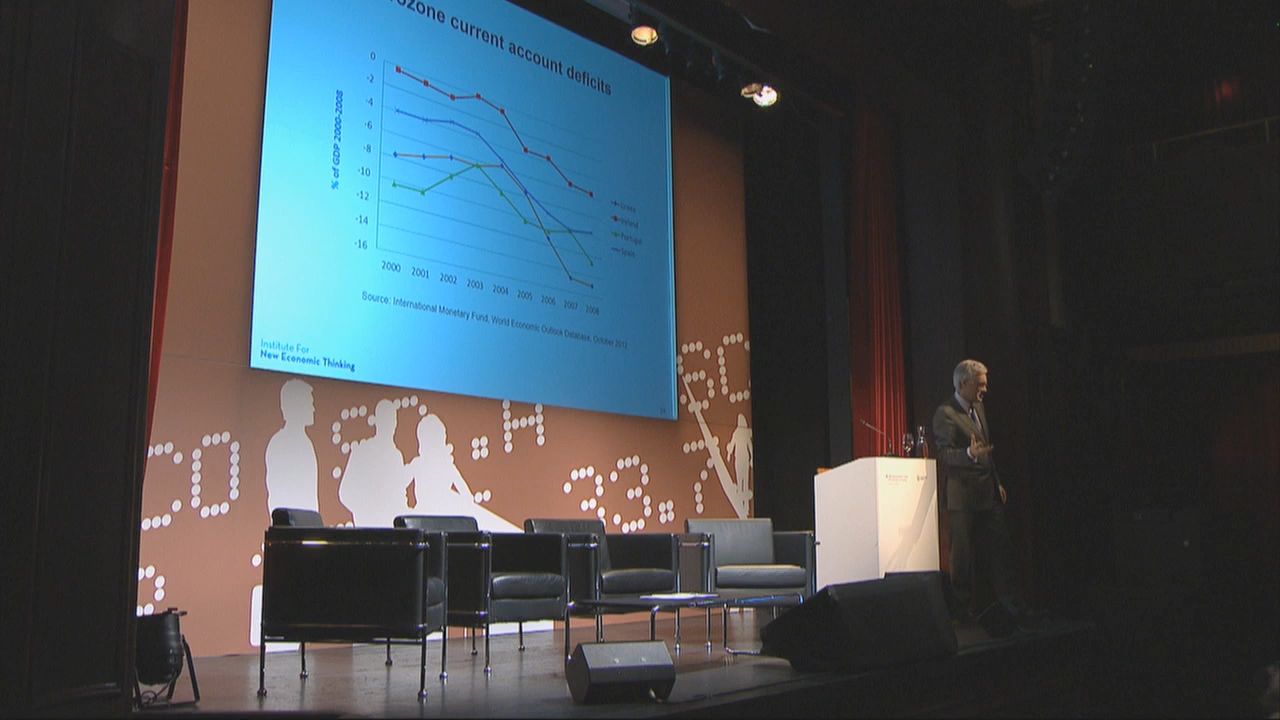 ozone current account deficits
% of GDP 2000-2008
0
-2
-4
-6
-8
-10
-12
-14
-16
2000 2001 2002 2003 2004 2005 2006 2007 2008
Ireland
Portugal
Spain
Source: International Monetary Fund, World Economic Outlook Database, October 2012
Institute For
New Economic Thinking